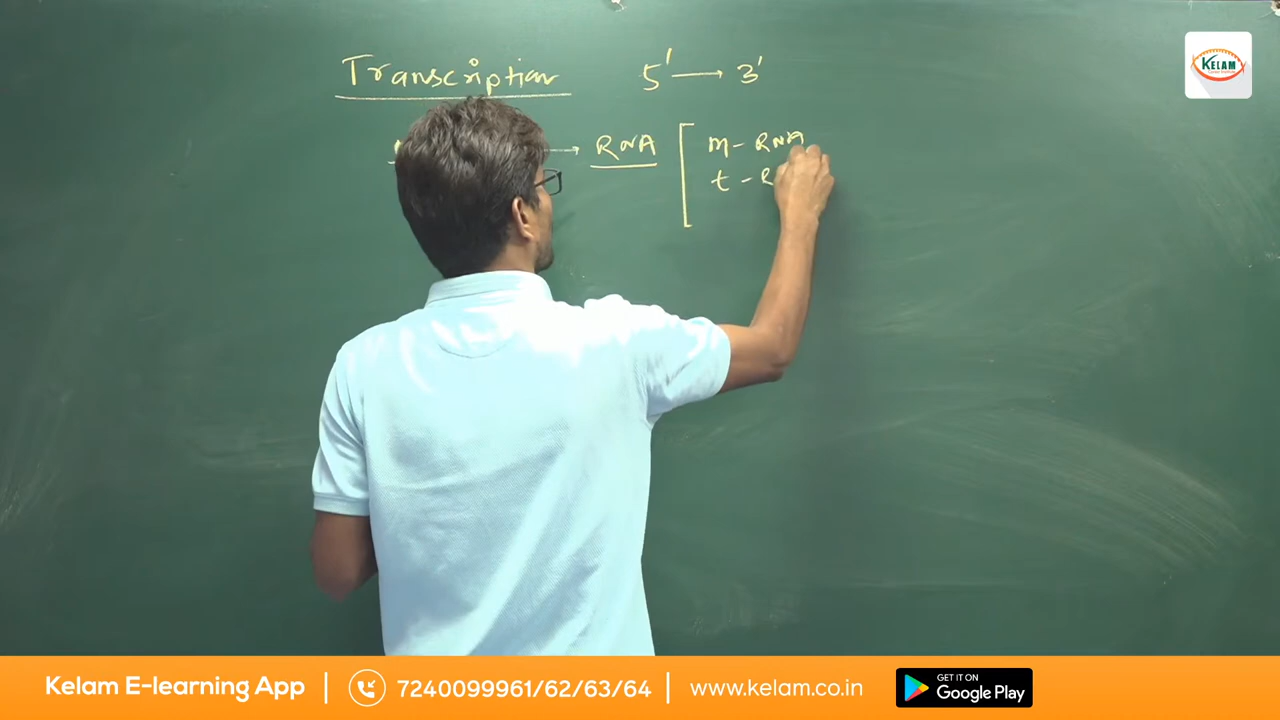 Transcription 5' → 3'
→ RNA [ m - RNA
t - R
KELAM
Kelam E-learning App
7240099961/62/63/64
www.kelam.co.in
GET IT ON
Google Play